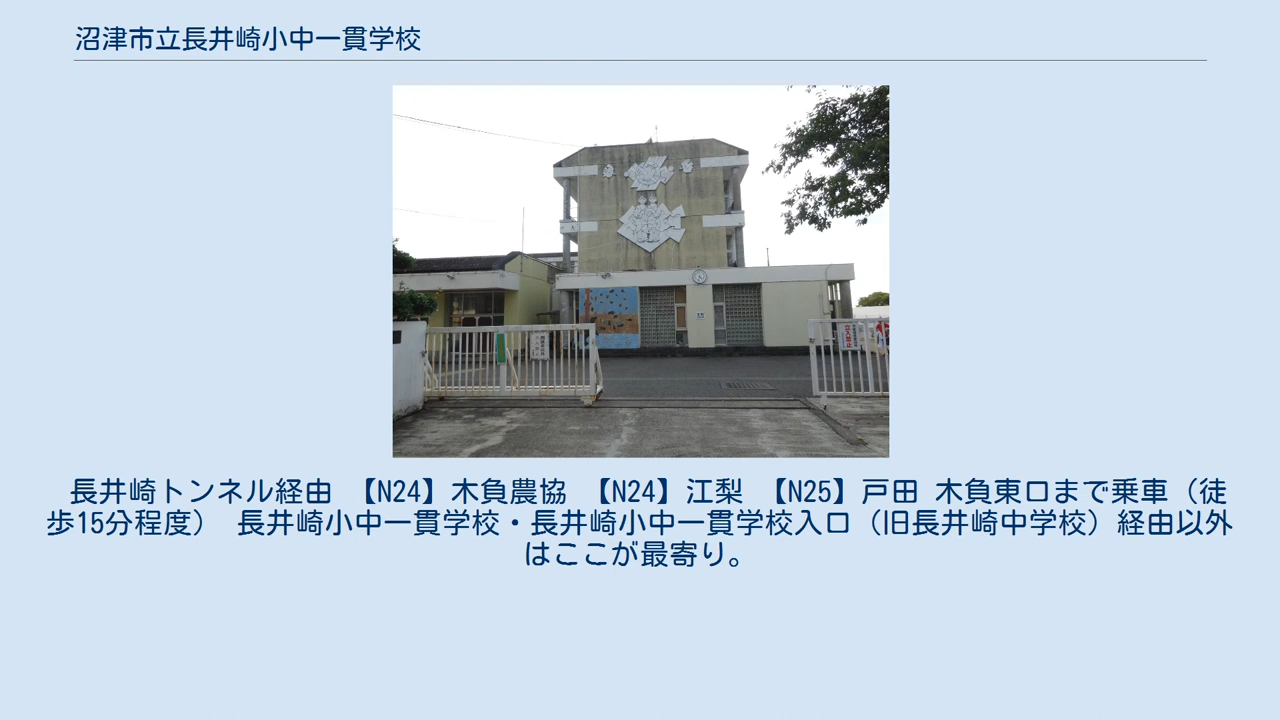 沼津市立長井崎小中一貫学校
立入禁止
長井崎トンネル経由 【N24】木負農協 【N24】江梨 【N25】戸田 木負東口まで乗車（徒
歩15分程度） 長井崎小中一貫学校・長井崎小中一貫学校入口（旧長井崎中学校）経由以外
はここが最寄り。